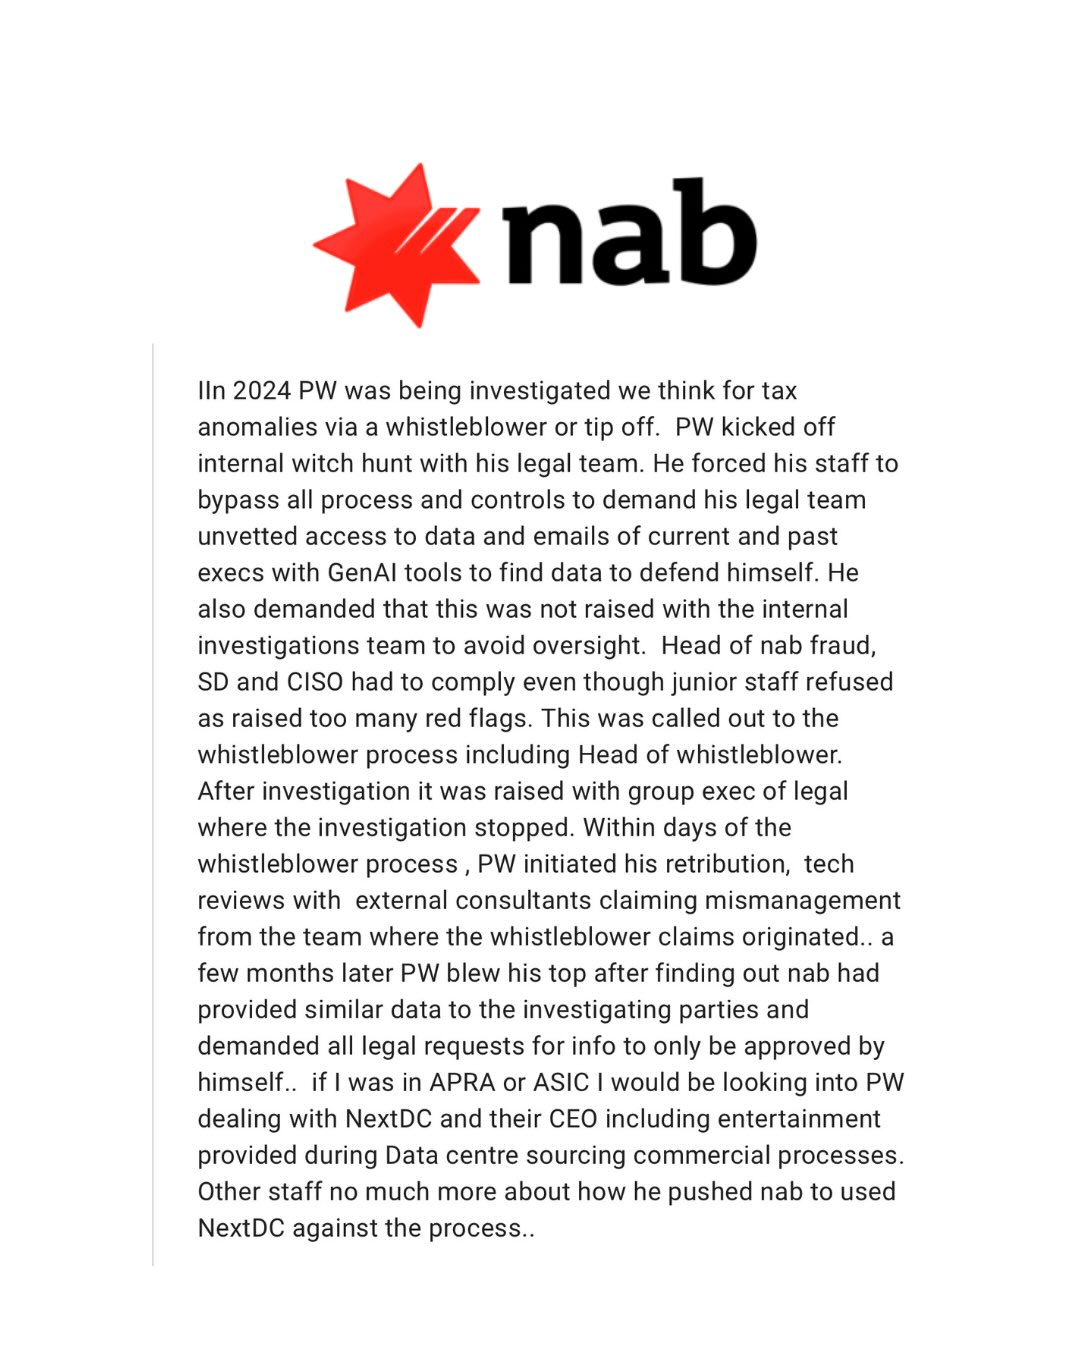 nab
IIn 2024 PW was being investigated we think for tax
anomalies via a whistleblower or tip off.  PW kicked off
internal witch hunt with his legal team. He forced his staff to
bypass all process and controls to demand his legal team
unvetted access to data and emails of current and past
execs with GenAI tools to find data to defend himself. He
also demanded that this was not raised with the internal
investigations team to avoid oversight.  Head of nab fraud,
SD and CISO had to comply even though junior staff refused
as raised too many red flags. This was called out to the
whistleblower process including Head of whistleblower.
After investigation it was raised with group exec of legal
where the investigation stopped. Within days of the
whistleblower process , PW initiated his retribution,  tech
reviews with  external consultants claiming mismanagement
from the team where the whistleblower claims originated.. a
few months later PW blew his top after finding out nab had
provided similar data to the investigating parties and
demanded all legal requests for info to only be approved by
himself..  if I was in APRA or ASIC I would be looking into PW
dealing with NextDC and their CEO including entertainment
provided during Data centre sourcing commercial processes.
Other staff no much more about how he pushed nab to used
NextDC against the process..